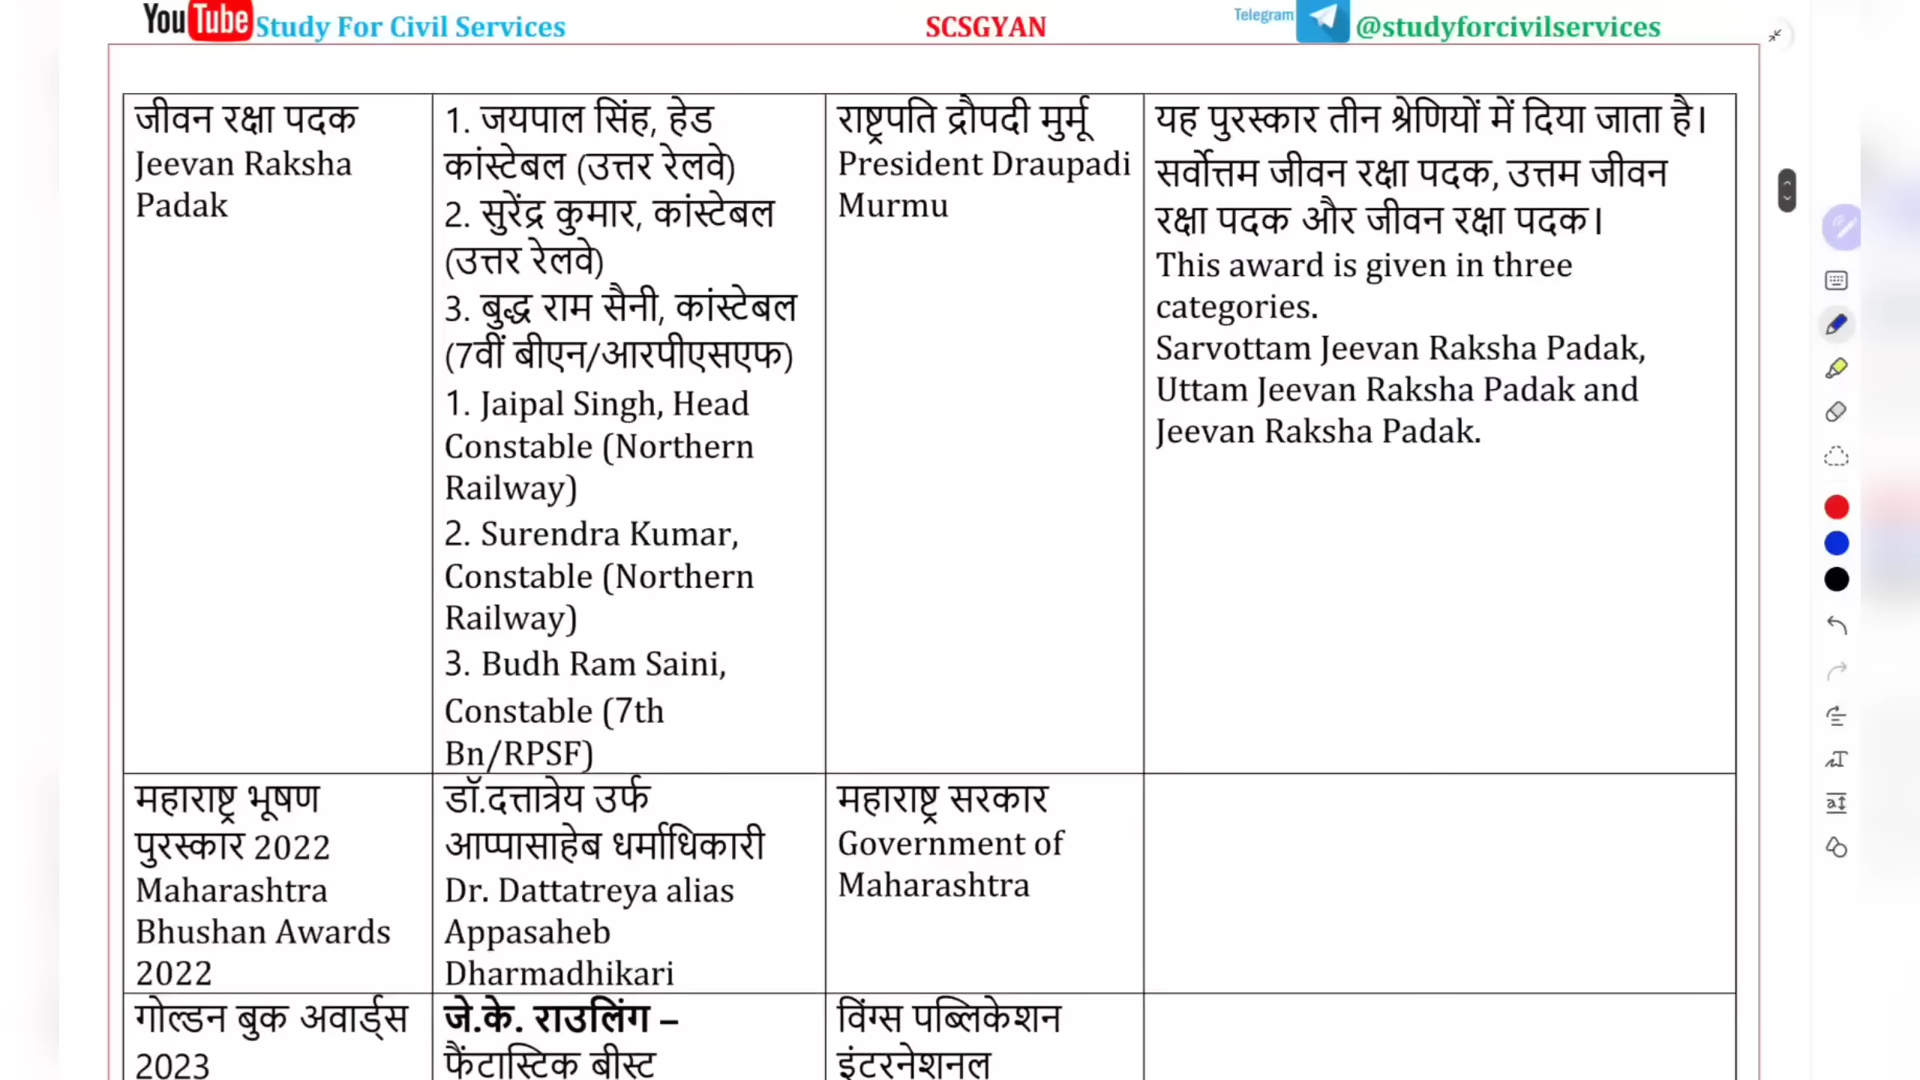 YouTube Study For Civil Services
SCSGYAN
Telegram
@studyforcivilservices
जीवन रक्षा पदक
Jeevan Raksha
Padak
1. जयपाल सिंह, हेड
कांस्टेबल (उत्तर रेलवे)
2. सुरेंद्र कुमार, कांस्टेबल
(उत्तर रेलवे)
3. बुद्ध राम सैनी, कांस्टेबल
(7वीं बीएन/आरपीएसएफ)
1. Jaipal Singh, Head
Constable (Northern
Railway)
2. Surendra Kumar,
Constable (Northern
Railway)
3. Budh Ram Saini,
Constable (7th
Bn/RPSF)
राष्ट्रपति द्रौपदी मुर्मू
President Draupadi
Murmu
यह पुरस्कार तीन श्रेणियों में दिया जाता है।
सर्वोत्तम जीवन रक्षा पदक, उत्तम जीवन
रक्षा पदक और जीवन रक्षा पदक।
This award is given in three
categories.
Sarvottam Jeevan Raksha Padak,
Uttam Jeevan Raksha Padak and
Jeevan Raksha Padak.
महाराष्ट्र भूषण
पुरस्कार 2022
Maharashtra
Bhushan Awards
2022
डॉ.दत्तात्रेय उर्फ
आप्पासाहेब धर्माधिकारी
Dr. Dattatreya alias
Appasaheb
Dharmadhikari
महाराष्ट्र सरकार
Government of
Maharashtra
गोल्डन बुक अवार्ड्स
2023
जे.के. राउलिंग –
फैंटास्टिक बीस्ट
विंग्स पब्लिकेशन
इंटरनेशनल